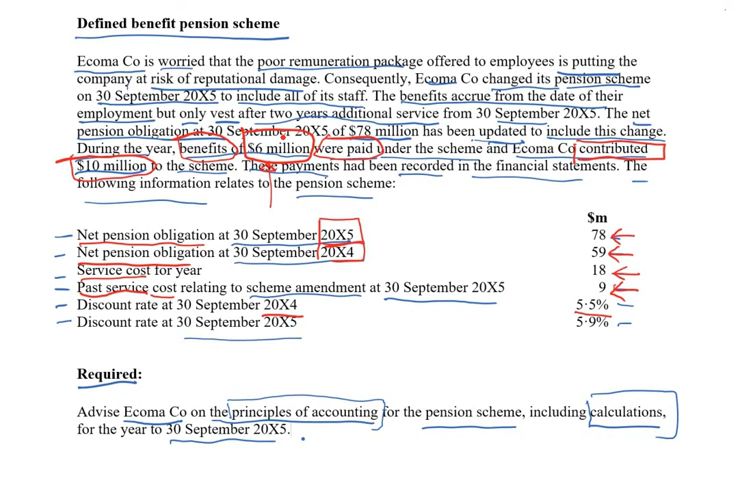 Defined benefit pension scheme
Ecoma Co is worried that the poor remuneration package offered to employees is putting the
company at risk of reputational damage. Consequently, Ecoma Co changed its pension scheme
on 30 September 20X5 to include all of its staff. The benefits accrue from the date of their
employment but only vest after two years additional service from 30 September 20X5. The net
pension obligation at 30 September 20X5 of $78 million has been updated to include this change.
During the year, benefits of $6 million were paid under the scheme and Ecoma Co contributed
$10 million to the scheme. These payments had been recorded in the financial statements. The
following information relates to the pension scheme:
$m
Net pension obligation at 30 September 20X5 78
Net pension obligation at 30 September 20X4 59
Service cost for year 18
Past service cost relating to scheme amendment at 30 September 20X5 9
Discount rate at 30 September 20X4 5·5%
Discount rate at 30 September 20X5 5·9%
Required:
Advise Ecoma Co on the principles of accounting for the pension scheme, including calculations,
for the year to 30 September 20X5.